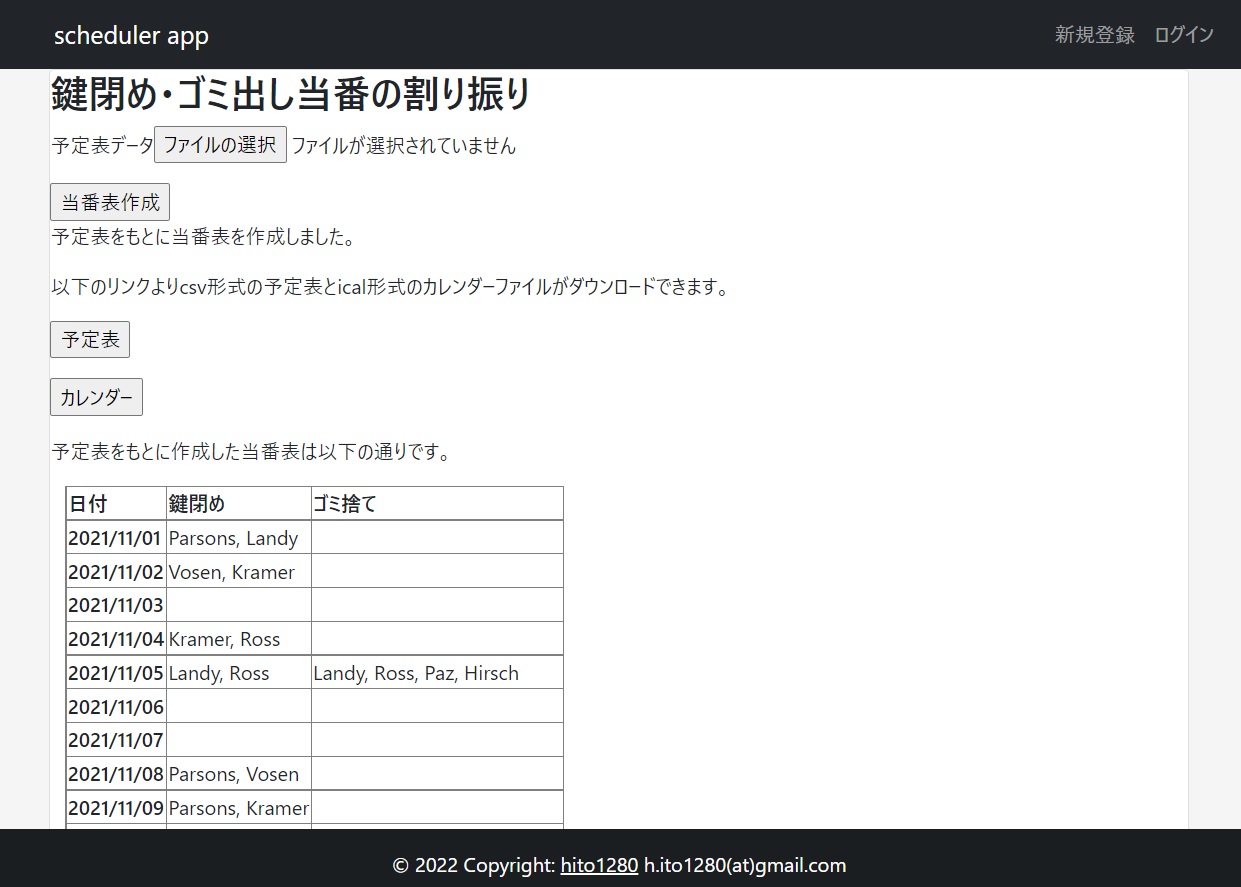 scheduler app 新規登録 ログイン
鍵閉め・ゴミ出し当番の割り振り
予定表データ ファイルの選択 ファイルが選択されていません
当番表作成
予定表をもとに当番表を作成しました。
以下のリンクよりcsv形式の予定表とical形式のカレンダーファイルがダウンロードできます。
予定表
カレンダー
予定表をもとに作成した当番表は以下の通りです。
日付 鍵閉め ゴミ捨て
2021/11/01 Parsons, Landy
2021/11/02 Vosen, Kramer
2021/11/03
2021/11/04 Kramer, Ross
2021/11/05 Landy, Ross Landy, Ross, Paz, Hirsch
2021/11/06
2021/11/07
2021/11/08 Parsons, Vosen
2021/11/09 Parsons, Kramer
© 2022 Copyright: hito1280 h.ito1280(at)gmail.com